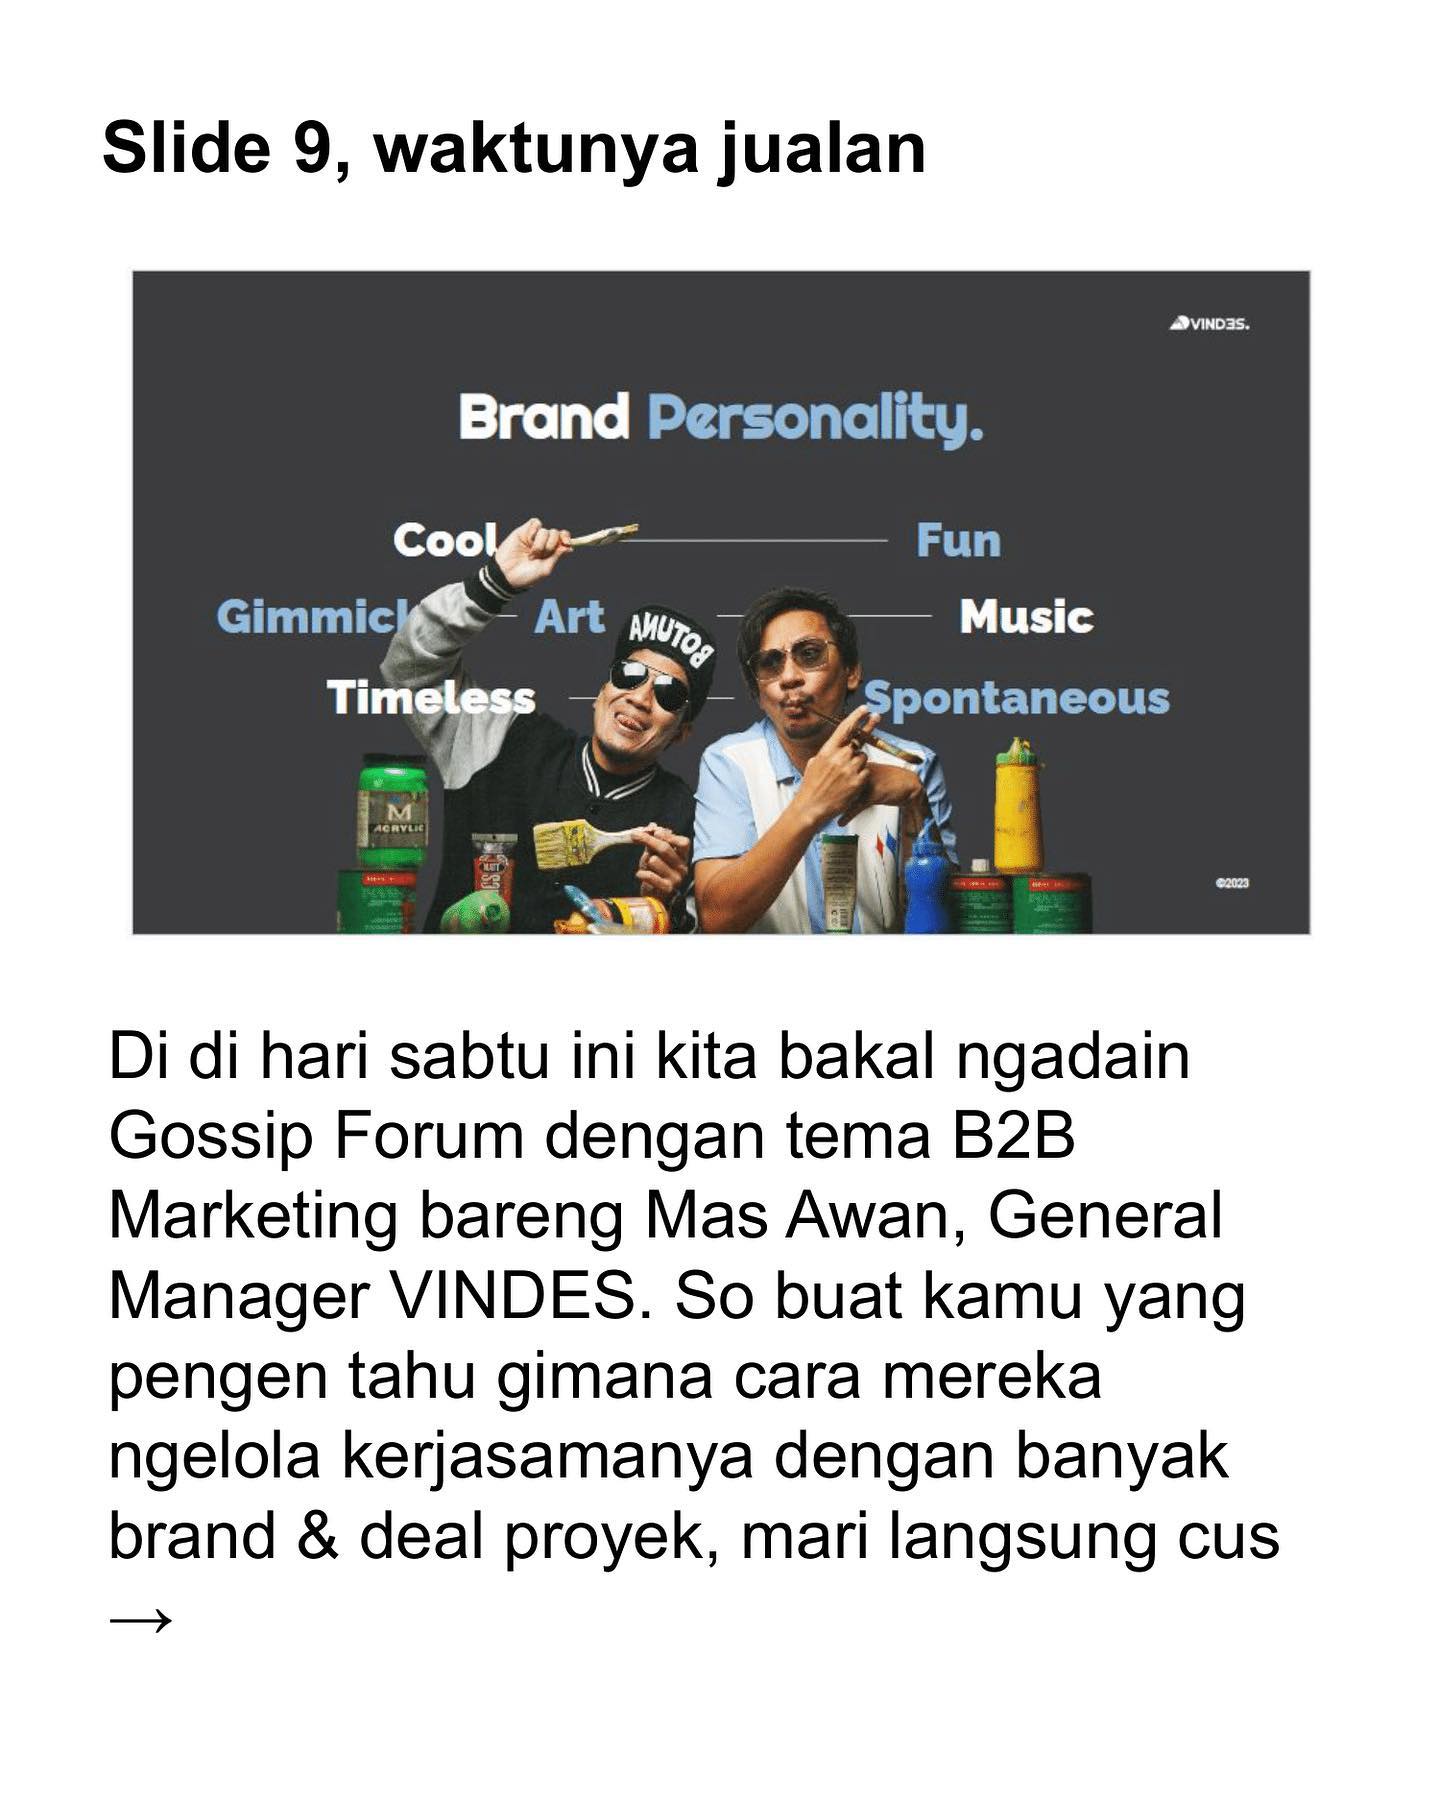 Slide 9, waktunya jualan
VINDES.
Brand Personality.
Cool Fun
Gimmick Art Music
BOTUNA
Timeless Spontaneous
M
ACRYLIC
©2023
Di di hari sabtu ini kita bakal ngadain
Gossip Forum dengan tema B2B
Marketing bareng Mas Awan, General
Manager VINDES. So buat kamu yang
pengen tahu gimana cara mereka
ngelola kerjasamanya dengan banyak
brand & deal proyek, mari langsung cus
→